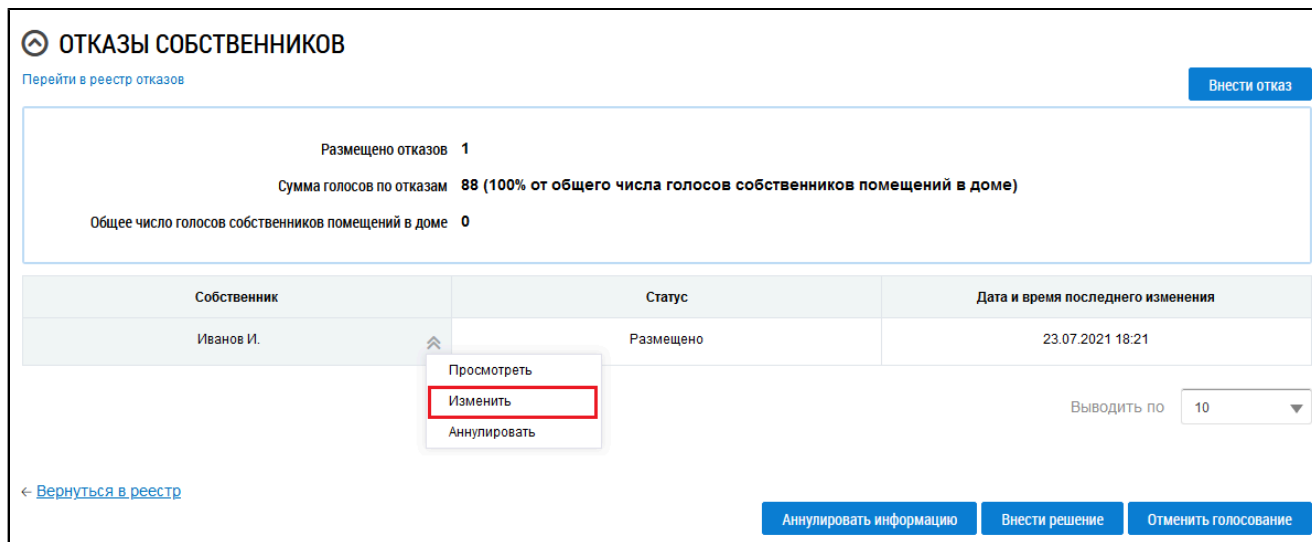 ОТКАЗЫ СОБСТВЕННИКОВ
Перейти в реестр отказов
Внести отказ
Размещено отказов 1
Сумма голосов по отказам 88 (100% от общего числа голосов собственников помещений в доме)
Общее число голосов собственников помещений в доме 0
Собственник Статус Дата и время последнего изменения
Иванов И. Размещено 23.07.2021 18:21
Просмотреть
Изменить
Аннулировать
Выводить по 10
← Вернуться в реестр
Аннулировать информацию Внести решение Отменить голосование